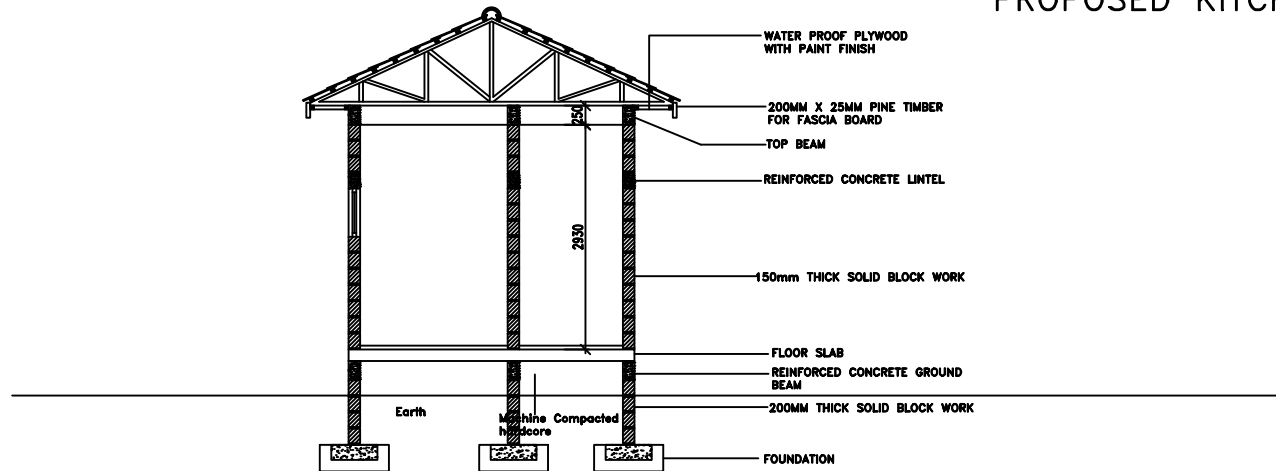 PROPOSED KITCH
WATER PROOF PLYWOOD
WITH PAINT FINISH
200MM X 25MM PINE TIMBER
FOR FASCIA BOARD
250
TOP BEAM
REINFORCED CONCRETE LINTEL
2930
150mm THICK SOLID BLOCK WORK
FLOOR SLAB
REINFORCED CONCRETE GROUND
BEAM
Earth
Machine Compacted
hardcore
200MM THICK SOLID BLOCK WORK
FOUNDATION